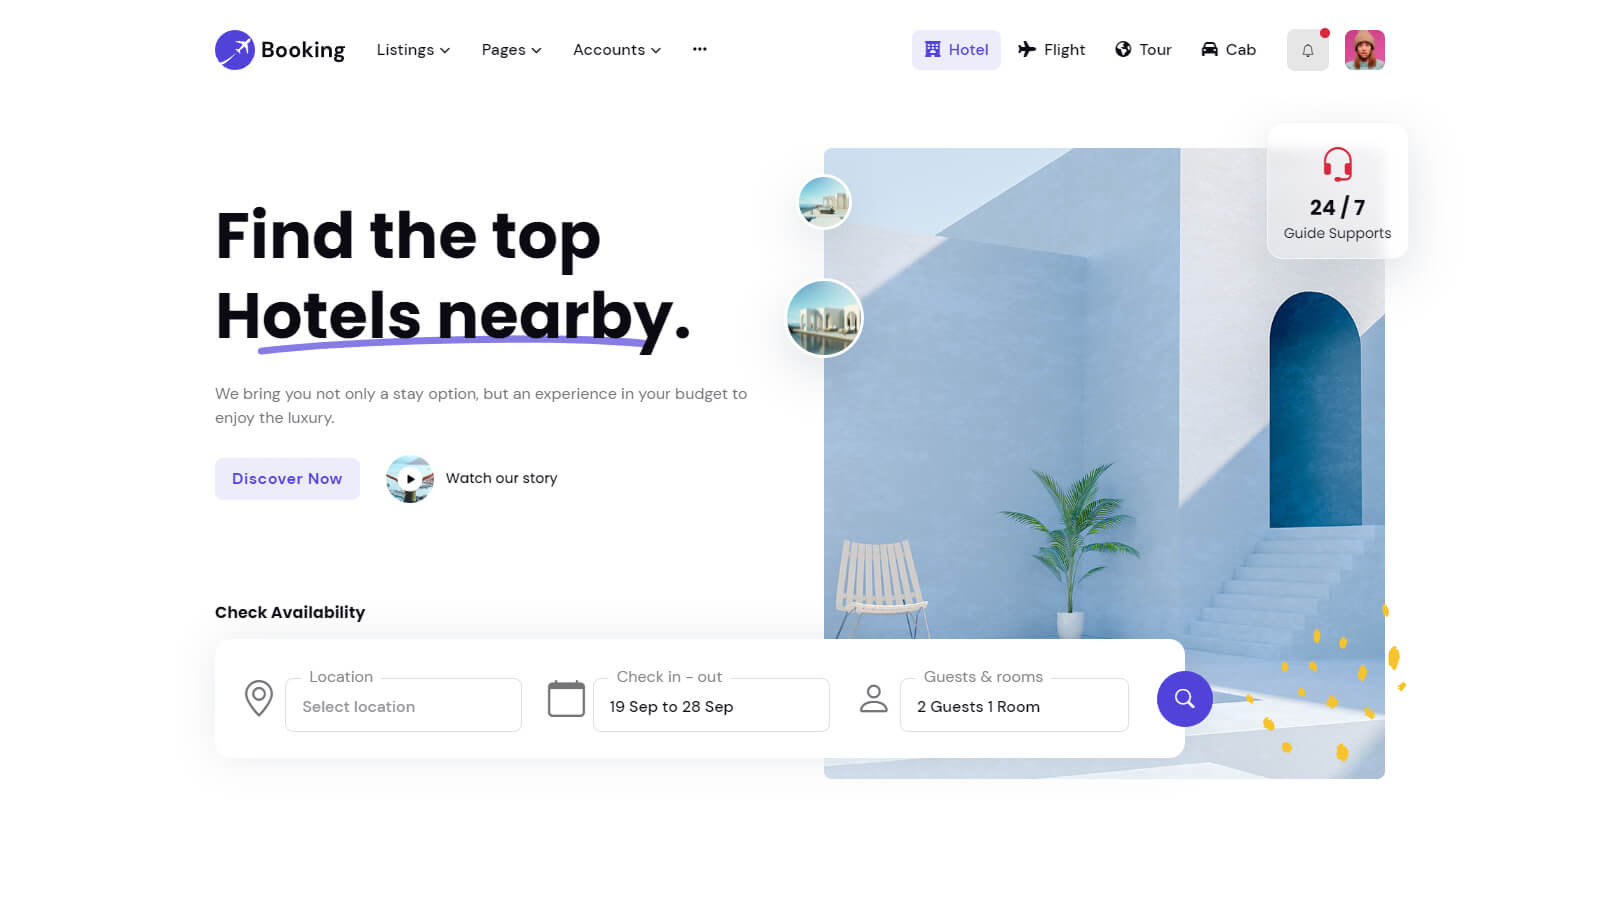 Booking
Listings
Pages
Accounts
Hotel
Flight
Tour
Cab
24 / 7
Guide Supports
Find the top
Hotels nearby.
We bring you not only a stay option, but an experience in your budget to
enjoy the luxury.
Discover Now
Watch our story
Check Availability
Location
Select location
Check in - out
19 Sep to 28 Sep
Guests & rooms
2 Guests 1 Room